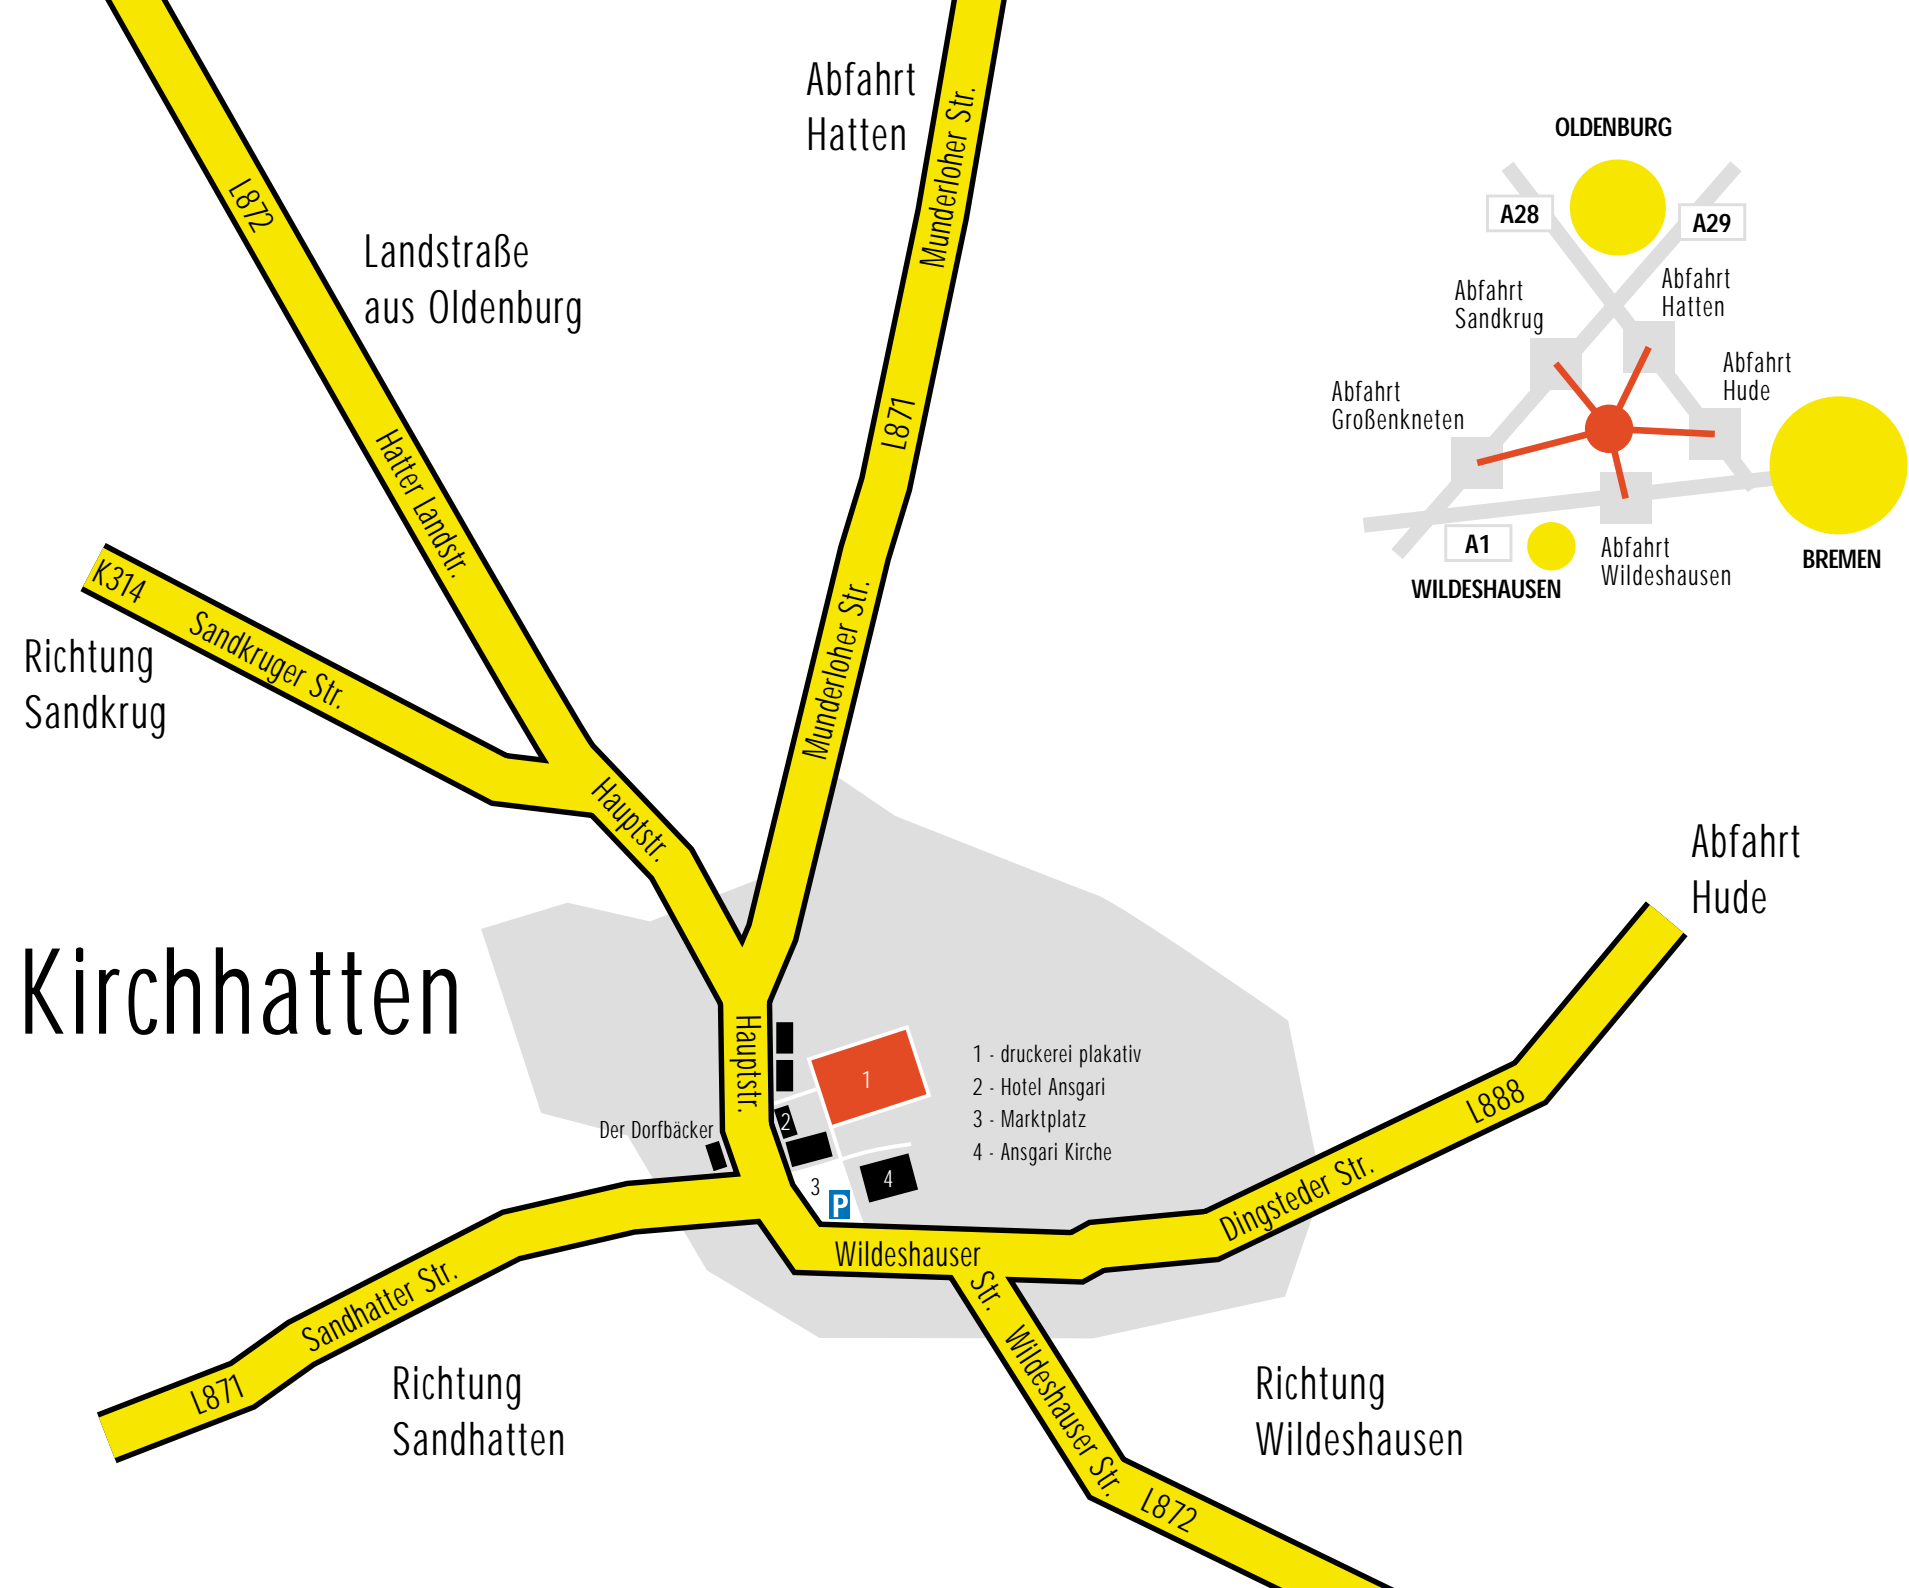 Abfahrt
Hatten
Munderloher Str.
L872
Landstraße
aus Oldenburg
OLDENBURG
A28
A29
Abfahrt
Sandkrug
Abfahrt
Hatten
Abfahrt
Hude
Abfahrt
Großenkneten
A1
WILDESHAUSEN
Abfahrt
Wildeshausen
BREMEN
L871
Hatter Landstr.
K314
Sandkruger Str.
Richtung
Sandkrug
Munderloher Str.
Hauptstr.
Abfahrt
Hude
Kirchhatten
Hauptstr.
1
1 - druckerei plakativ
2 - Hotel Ansgari
3 - Marktplatz
4 - Ansgari Kirche
2
Der Dorfbäcker
3
P
4
L888
Dingsteder Str.
Wildeshauser
Str.
Sandhatter Str.
L871
Richtung
Sandhatten
Wildeshauser Str.
L872
Richtung
Wildeshausen